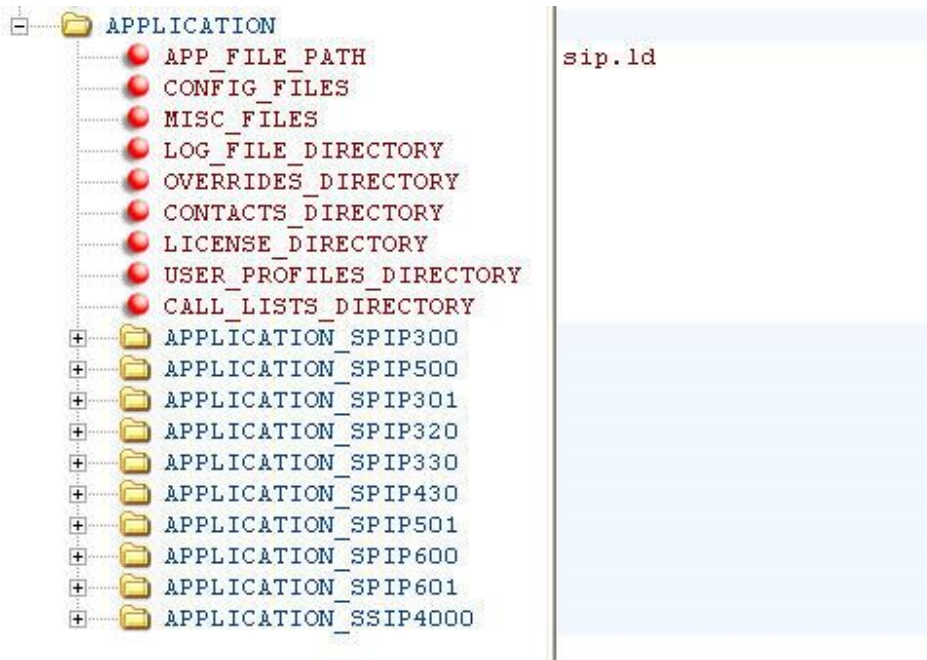 APPLICATION
APP_FILE_PATH sip.ld
CONFIG_FILES
MISC_FILES
LOG_FILE_DIRECTORY
OVERRIDES_DIRECTORY
CONTACTS_DIRECTORY
LICENSE_DIRECTORY
USER_PROFILES_DIRECTORY
CALL_LISTS_DIRECTORY
APPLICATION_SPIP300
APPLICATION_SPIP500
APPLICATION_SPIP301
APPLICATION_SPIP320
APPLICATION_SPIP330
APPLICATION_SPIP430
APPLICATION_SPIP501
APPLICATION_SPIP600
APPLICATION_SPIP601
APPLICATION_SSIP4000